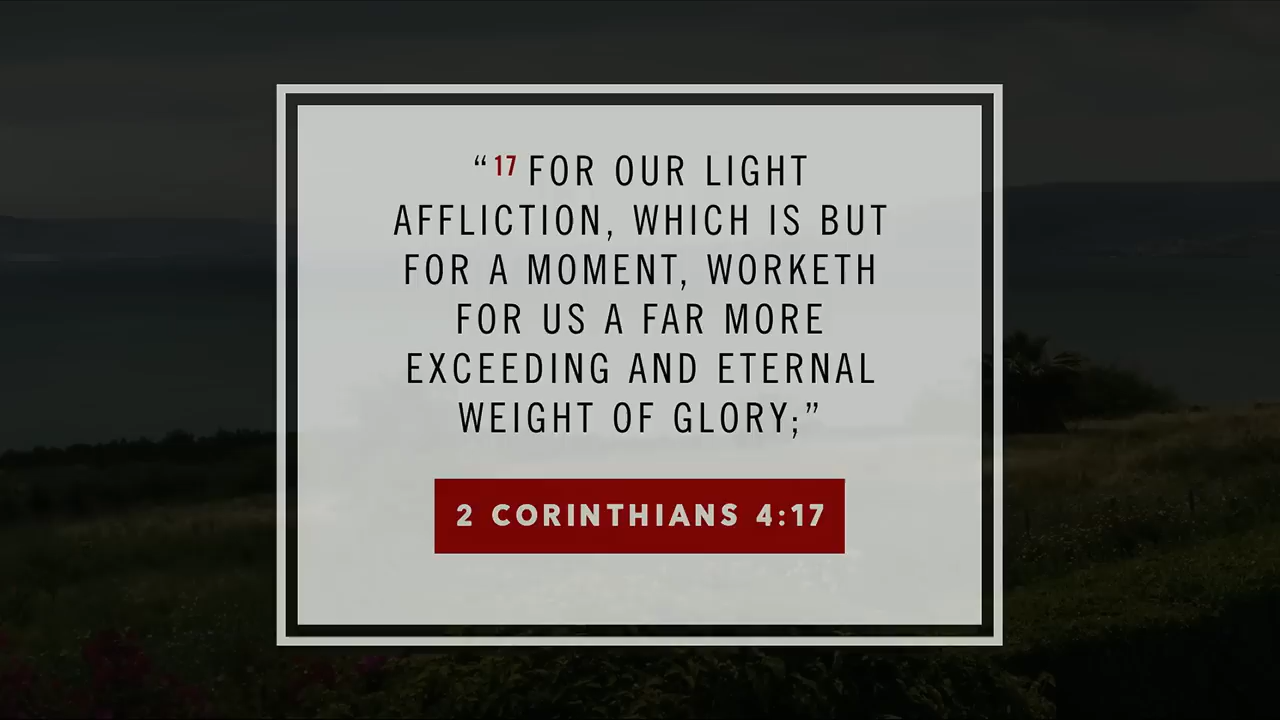 “17 FOR OUR LIGHT
AFFLICTION, WHICH IS BUT
FOR A MOMENT, WORKETH
FOR US A FAR MORE
EXCEEDING AND ETERNAL
WEIGHT OF GLORY;”
2 CORINTHIANS 4:17